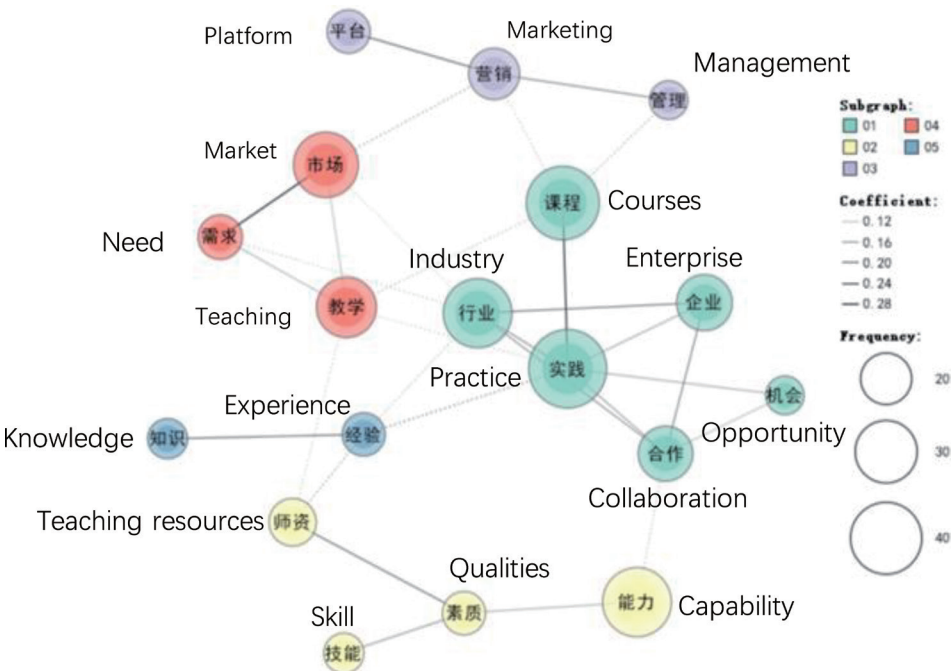 Platform
平台
Marketing
营销
Management
管理
Market
市场
课程
Courses
Need
需求
Industry
Enterprise
Teaching
教学
行业
企业
Practice
实践
机会
Opportunity
Experience
Knowledge
知识
经验
合作
Collaboration
Teaching resources
师资
Qualities
素质
能力
Capability
Skill
技能
Subgraph:
01
04
02
05
03
Coefficient:
0.12
0.16
0.20
0.24
0.28
Frequency:
20
30
40